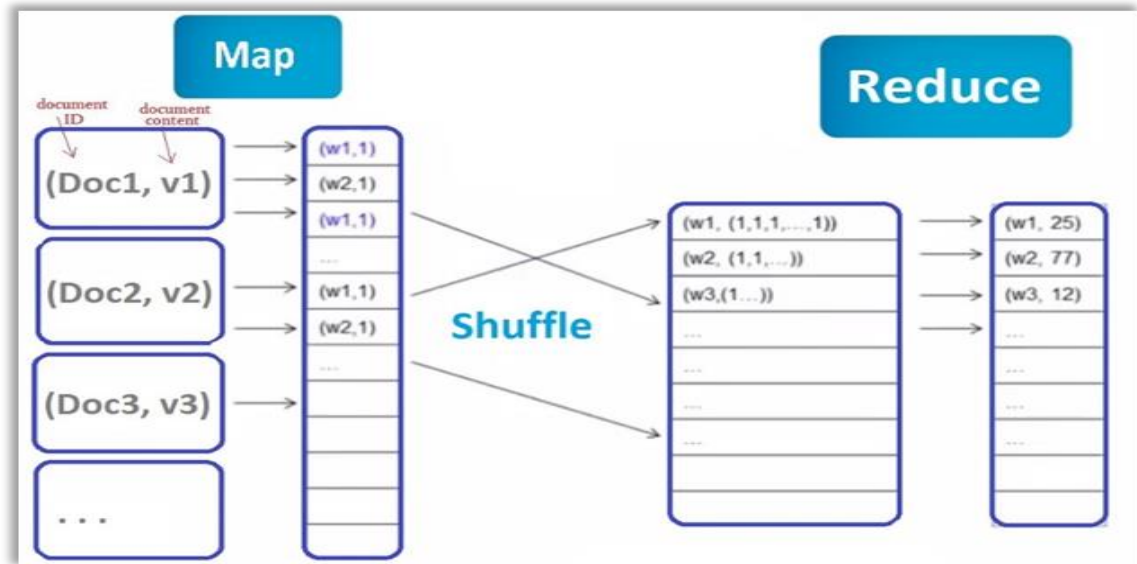 Map
Reduce
document
ID
document
content
(Doc1, v1)
(Doc2, v2)
(Doc3, v3)
...
(w1,1)
(w2,1)
(w1,1)
...
(w1,1)
(w2,1)
...
Shuffle
(w1, (1,1,1,...,1))
(w2, (1,1,...))
(w3,(1...))
...
...
...
...
(w1, 25)
(w2, 77)
(w3, 12)
...
...
...
...